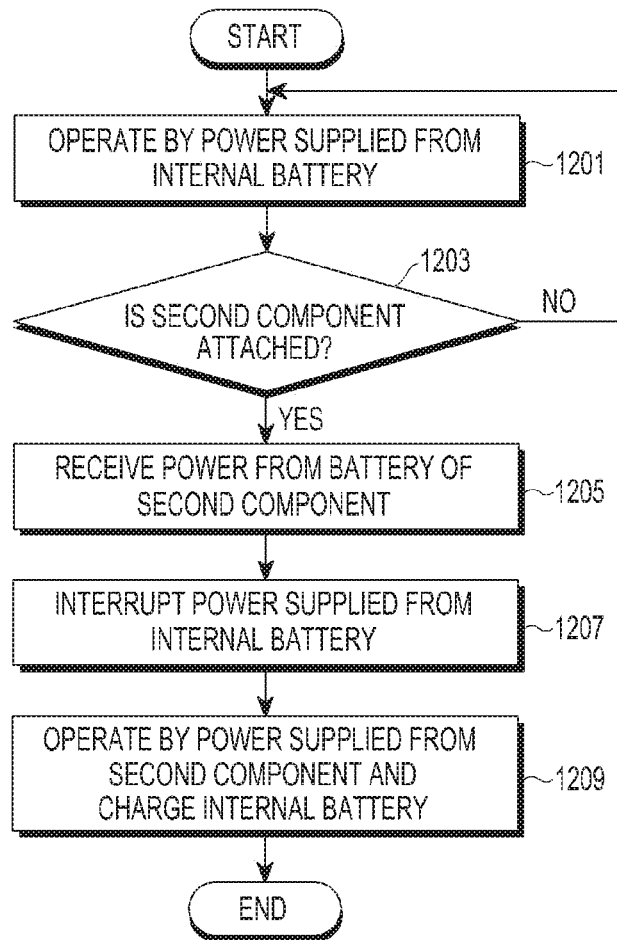 START
OPERATE BY POWER SUPPLIED FROM
INTERNAL BATTERY
1201
1203
IS SECOND COMPONENT
ATTACHED?
NO
YES
RECEIVE POWER FROM BATTERY OF
SECOND COMPONENT
1205
INTERRUPT POWER SUPPLIED FROM
INTERNAL BATTERY
1207
OPERATE BY POWER SUPPLIED FROM
SECOND COMPONENT AND
CHARGE INTERNAL BATTERY
1209
END